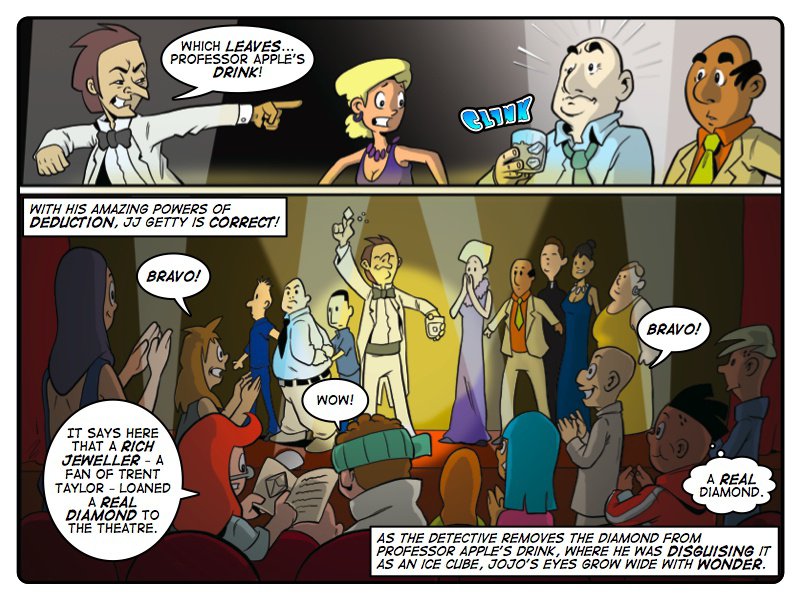 WHICH LEAVES...
PROFESSOR APPLE'S
DRINK!
CLINK
WITH HIS AMAZING POWERS OF
DEDUCTION, JJ GETTY IS CORRECT!
BRAVO!
BRAVO!
WOW!
IT SAYS HERE
THAT A RICH
JEWELLER - A
FAN OF TRENT
TAYLOR - LOANED
A REAL
DIAMOND TO
THE THEATRE.
A REAL
DIAMOND.
AS THE DETECTIVE REMOVES THE DIAMOND FROM
PROFESSOR APPLE'S DRINK, WHERE HE WAS DISGUISING IT
AS AN ICE CUBE, JOJO'S EYES GROW WIDE WITH WONDER.